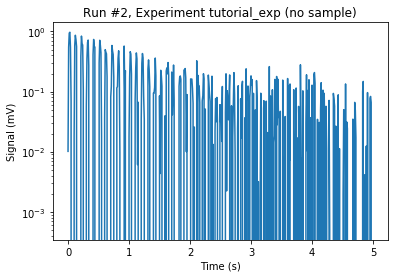 Run #2, Experiment tutorial_exp (no sample)
Signal (mV)
10⁰
10⁻¹
10⁻²
10⁻³
0 1 2 3 4 5
Time (s)